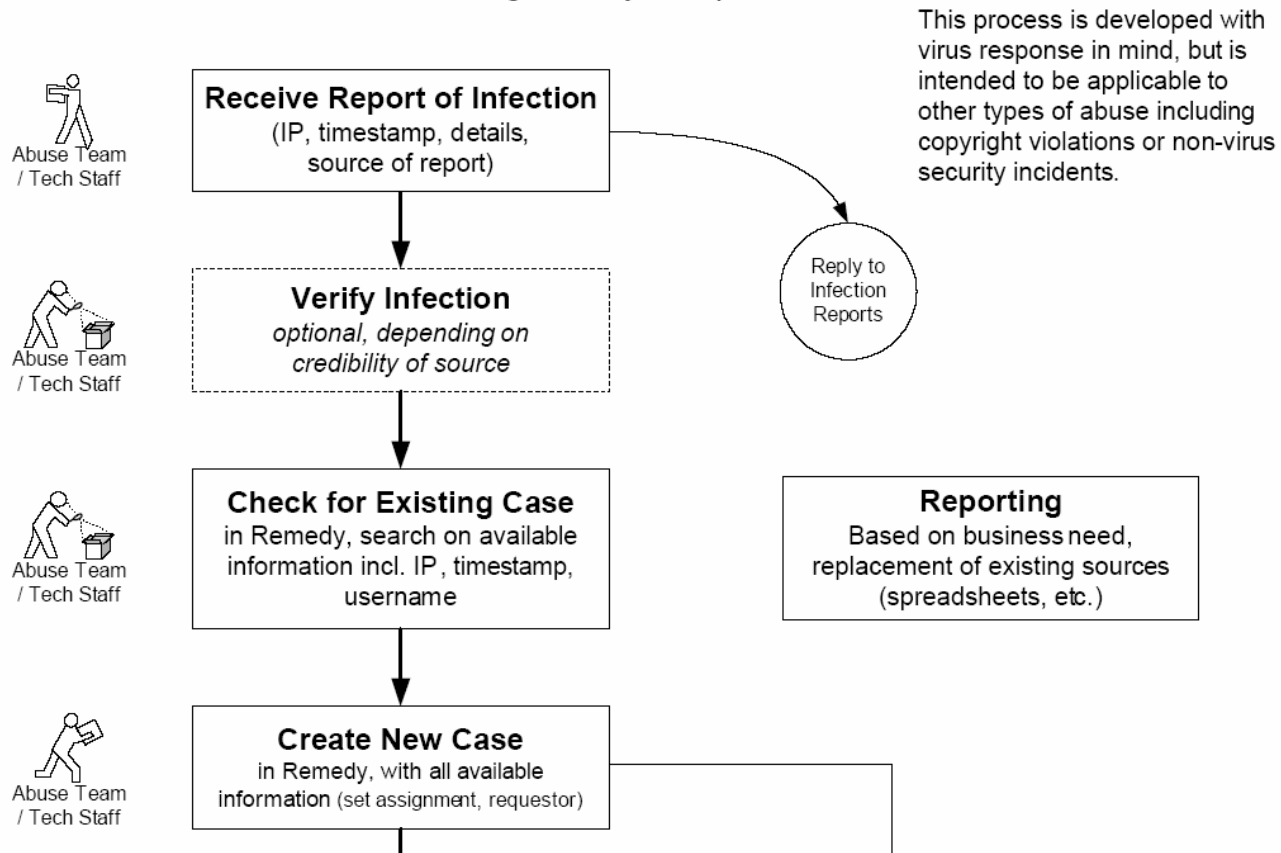 This process is developed with
virus response in mind, but is
intended to be applicable to
other types of abuse including
copyright violations or non-virus
security incidents.
Abuse Team
/ Tech Staff
Receive Report of Infection
(IP, timestamp, details,
source of report)
Reply to
Infection
Reports
Abuse Team
/ Tech Staff
Verify Infection
optional, depending on
credibility of source
Abuse Team
/ Tech Staff
Check for Existing Case
in Remedy, search on available
information incl. IP, timestamp,
username
Reporting
Based on business need,
replacement of existing sources
(spreadsheets, etc.)
Abuse Team
/ Tech Staff
Create New Case
in Remedy, with all available
information (set assignment, requestor)